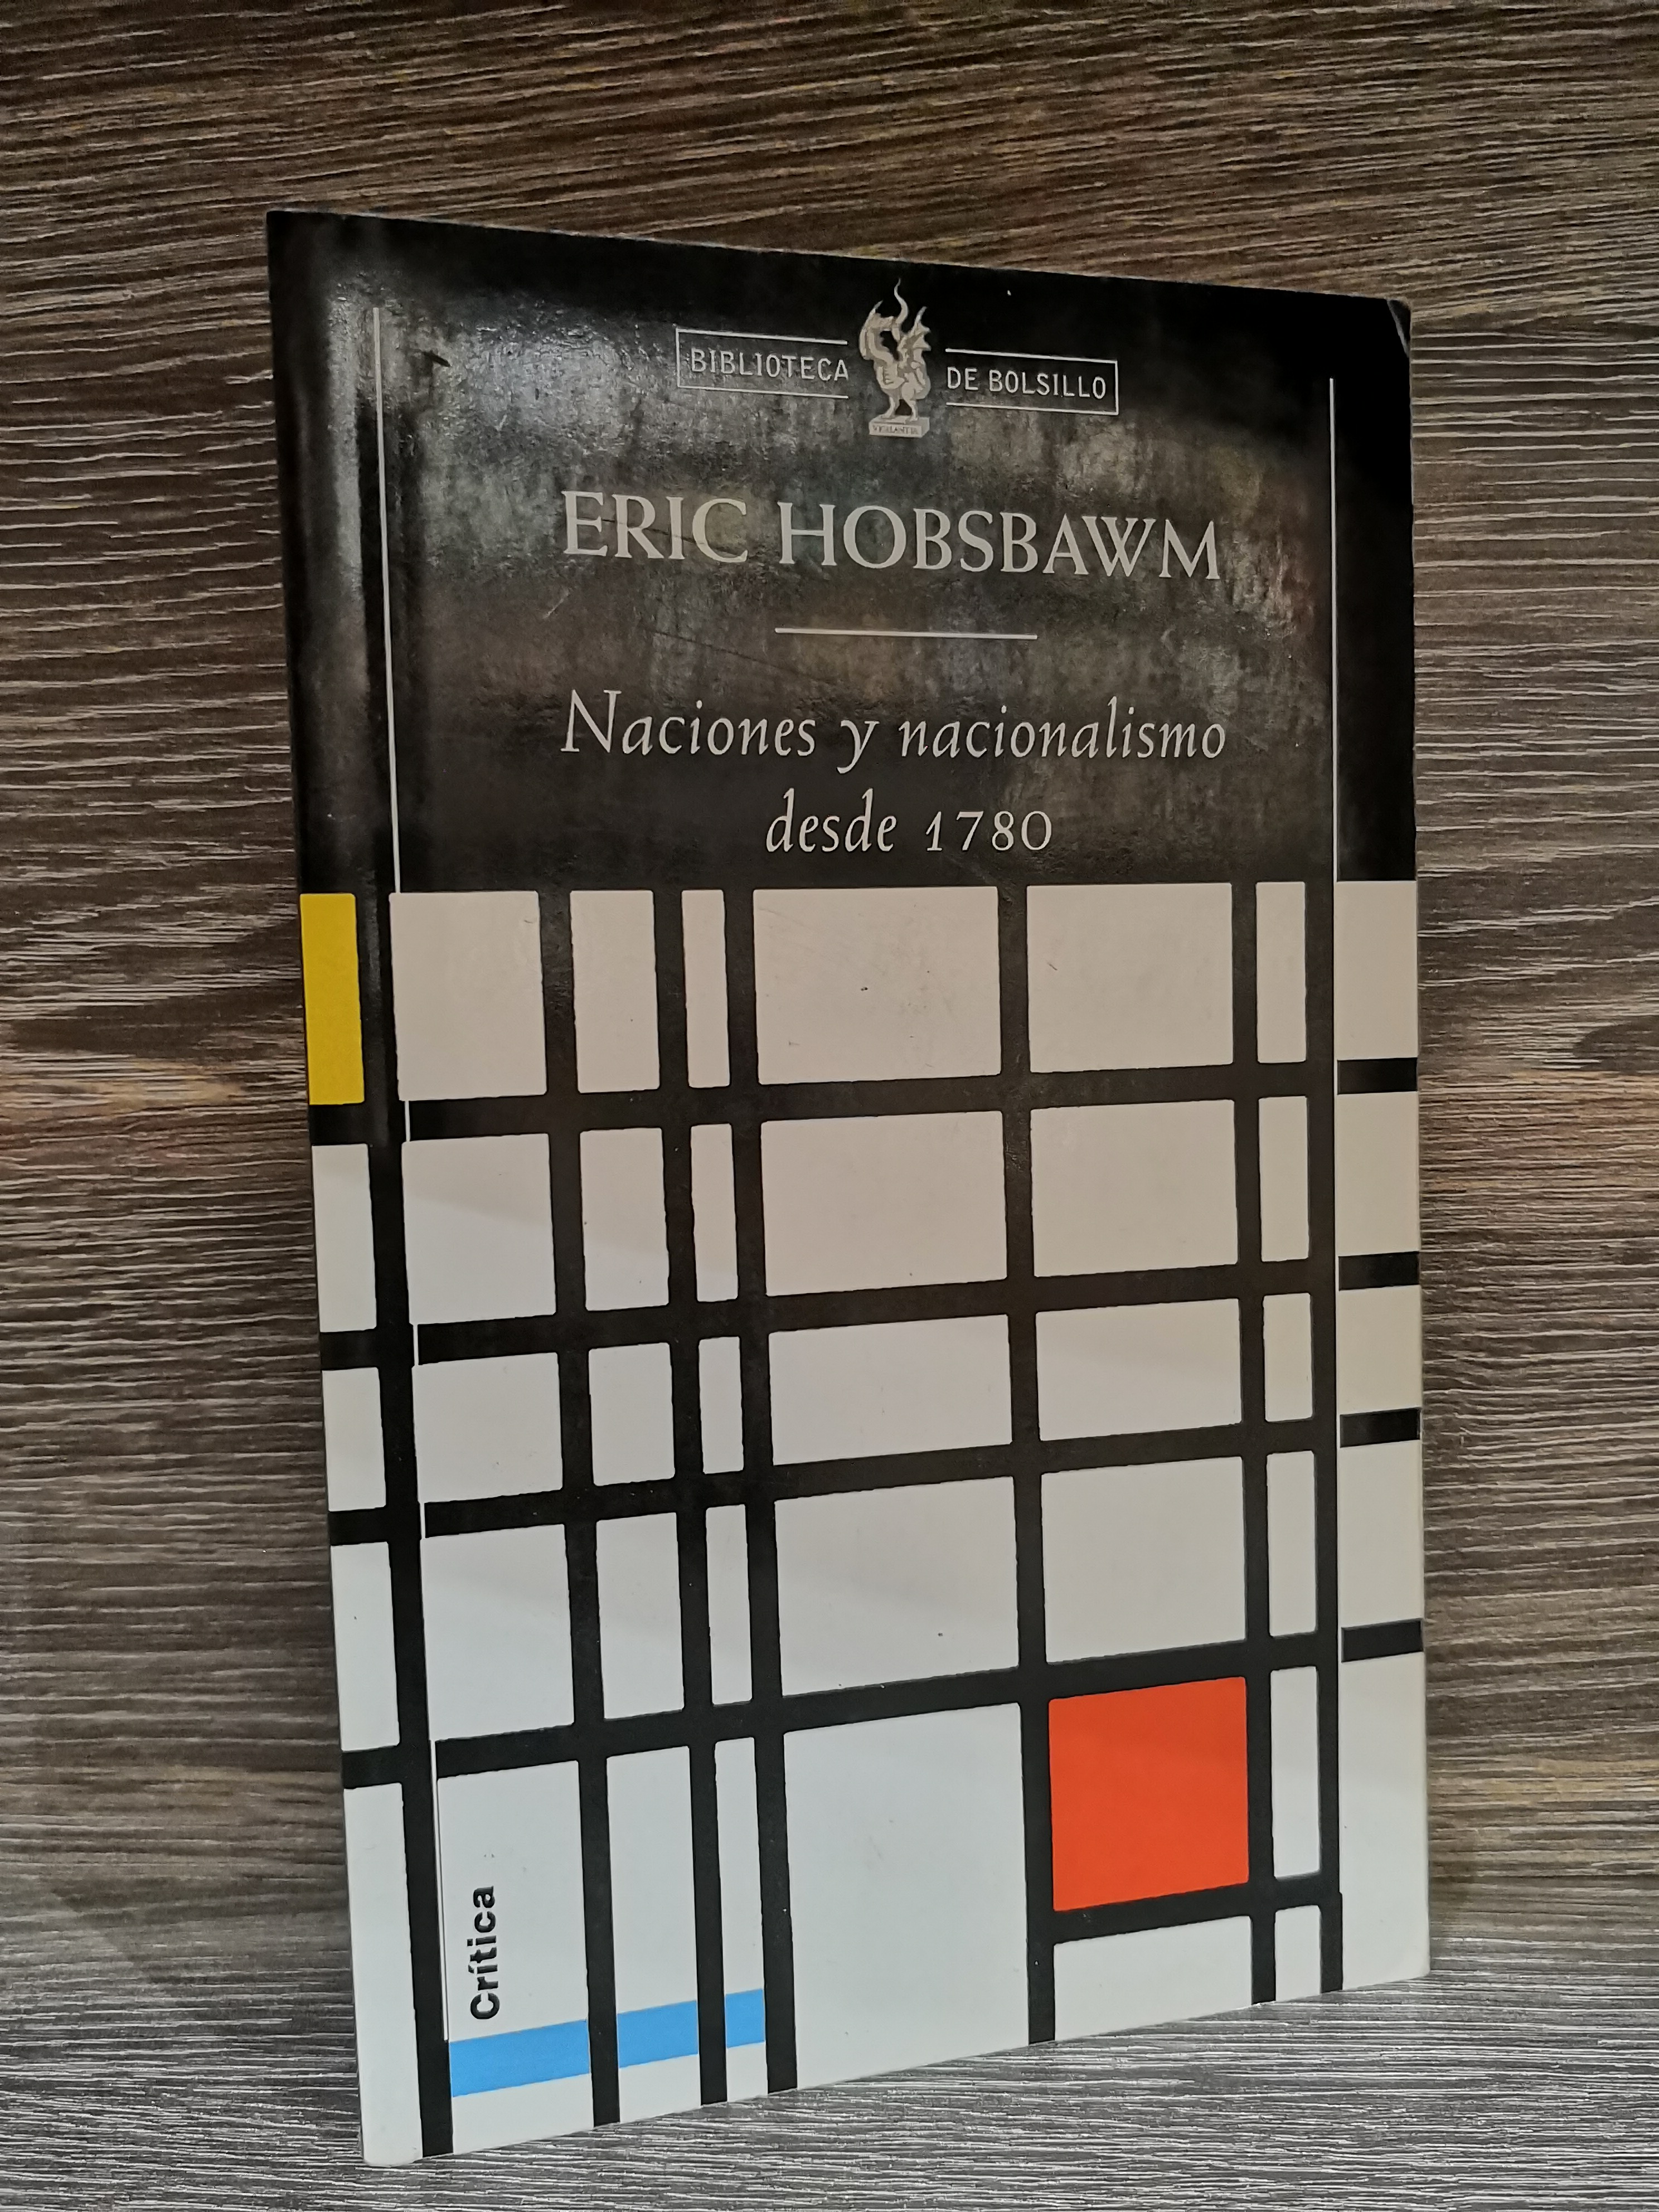 BIBLIOTECA DE BOLSILLO
ERIC HOBSBAWM
Naciones y nacionalismo
desde 1780
Crítica